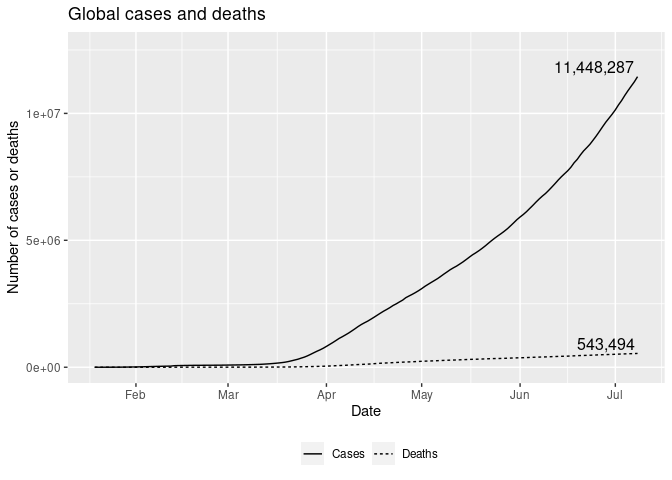 Global cases and deaths
Number of cases or deaths
1e+07
5e+06
0e+00
11,448,287
543,494
Feb Mar Apr May Jun Jul
Date
Cases Deaths